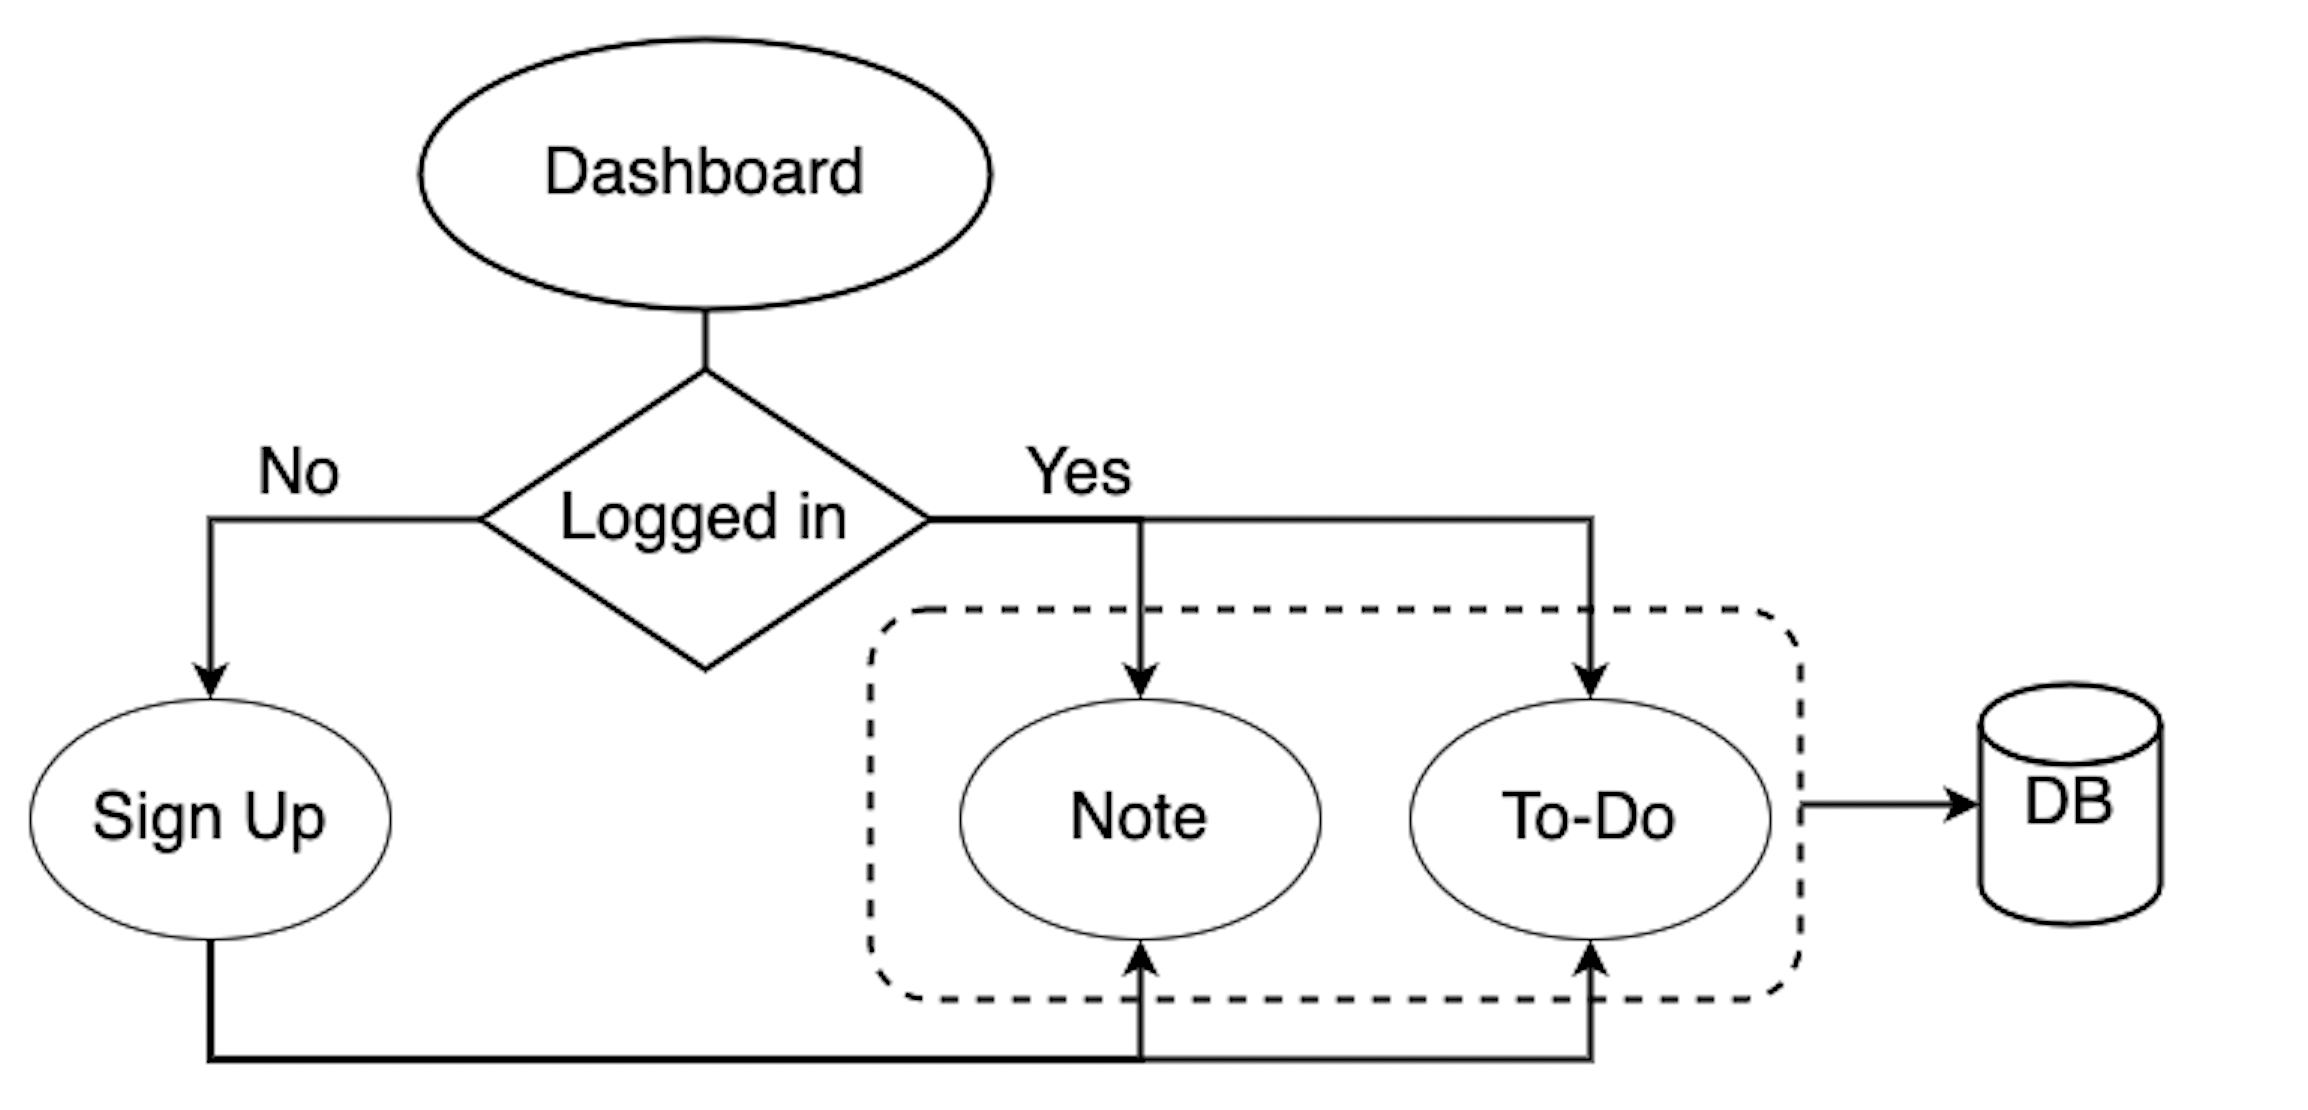 Dashboard
No
Yes
Logged in
Sign Up
Note
To-Do
DB